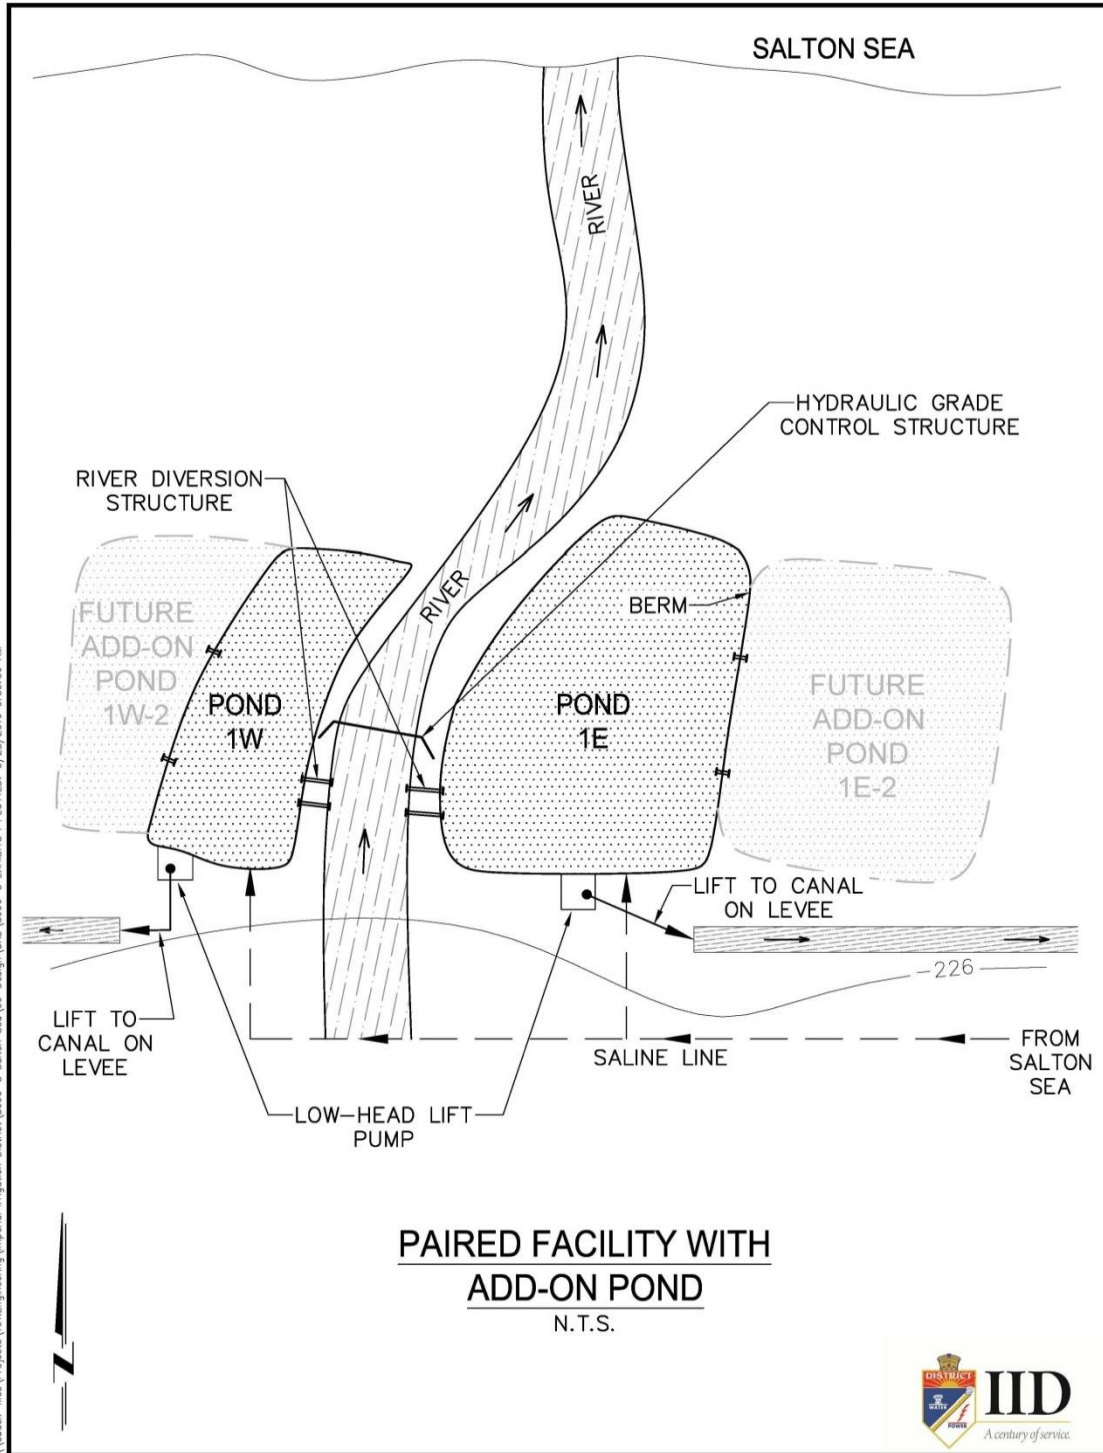 SALTON SEA
RIVER
HYDRAULIC GRADE
CONTROL STRUCTURE
RIVER DIVERSION
STRUCTURE
RIVER
BERM
FUTURE
ADD-ON
POND
1W-2
POND
1W
POND
1E
FUTURE
ADD-ON
POND
1E-2
LIFT TO CANAL
ON LEVEE
-226
LIFT TO
CANAL ON
LEVEE
SALINE LINE
FROM
SALTON
SEA
LOW-HEAD LIFT
PUMP
PAIRED FACILITY WITH
ADD-ON POND
N.T.S.
N
DISTRICT
WATER
POWER
IID
A century of service.